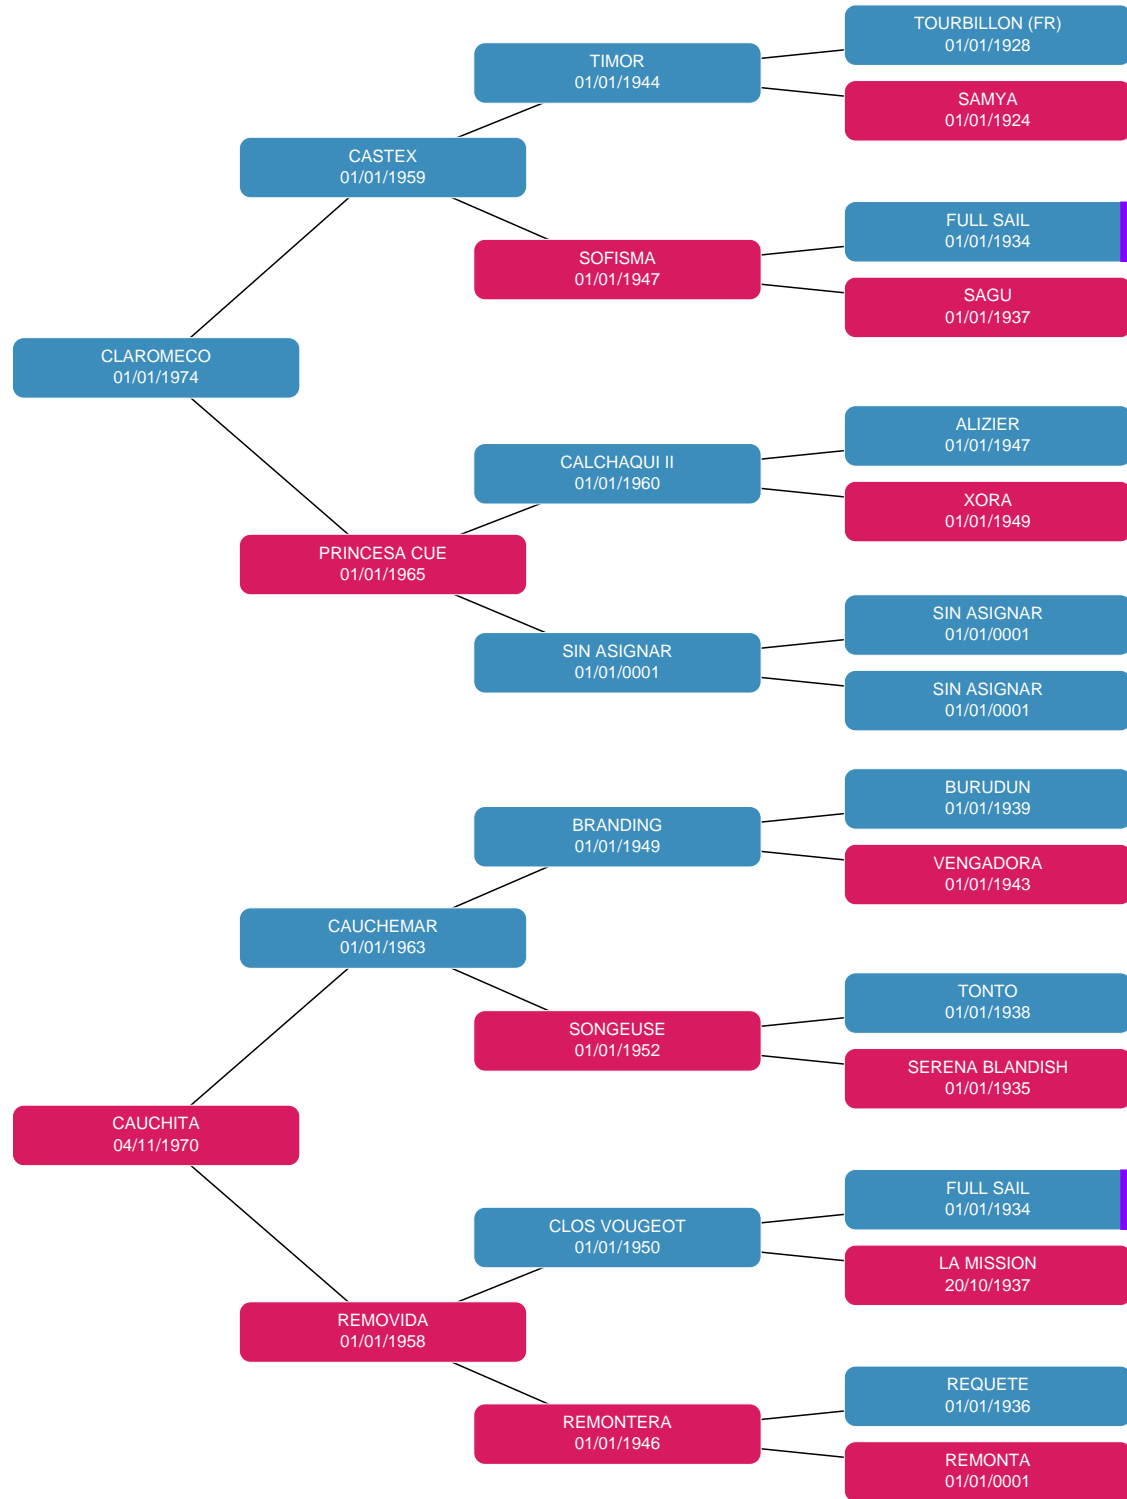 TOURBILLON (FR)
01/01/1928
TIMOR
01/01/1944
SAMYA
01/01/1924
CASTEX
01/01/1959
FULL SAIL
01/01/1934
SOFISMA
01/01/1947
SAGU
01/01/1937
CLAROMECO
01/01/1974
ALIZIER
01/01/1947
CALCHAQUI II
01/01/1960
XORA
01/01/1949
PRINCESA CUE
01/01/1965
SIN ASIGNAR
01/01/0001
SIN ASIGNAR
01/01/0001
SIN ASIGNAR
01/01/0001
BURUDUN
01/01/1939
BRANDING
01/01/1949
VENGADORA
01/01/1943
CAUCHEMAR
01/01/1963
TONTO
01/01/1938
SONGEUSE
01/01/1952
SERENA BLANDISH
01/01/1935
CAUCHITA
04/11/1970
FULL SAIL
01/01/1934
CLOS VOUGEOT
01/01/1950
LA MISSION
20/10/1937
REMOVIDA
01/01/1958
REQUETE
01/01/1936
REMONTERA
01/01/1946
REMONTA
01/01/0001